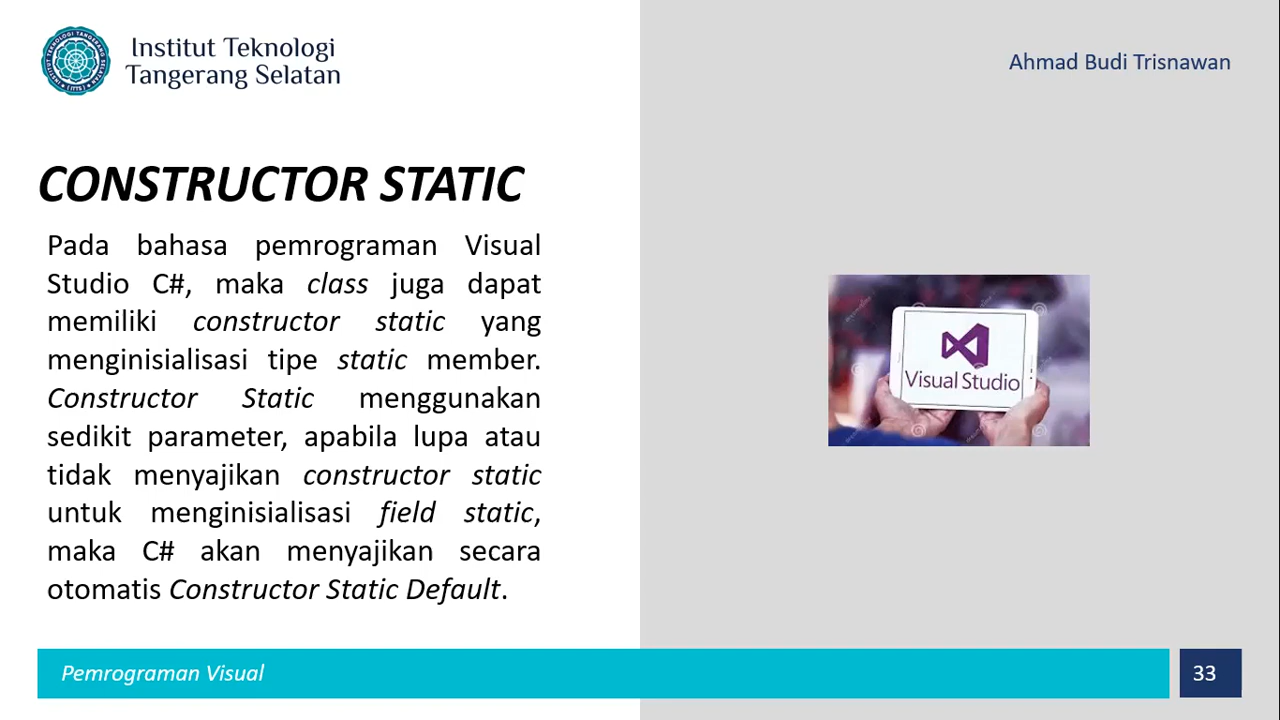 Institut Teknologi
Tangerang Selatan
Ahmad Budi Trisnawan
CONSTRUCTOR STATIC
Pada bahasa pemrograman Visual
Studio C#, maka class juga dapat
memiliki constructor static yang
menginisialisasi tipe static member.
Constructor Static menggunakan
sedikit parameter, apabila lupa atau
tidak menyajikan constructor static
untuk menginisialisasi field static,
maka C# akan menyajikan secara
otomatis Constructor Static Default.
Visual Studio
Pemrograman Visual
33